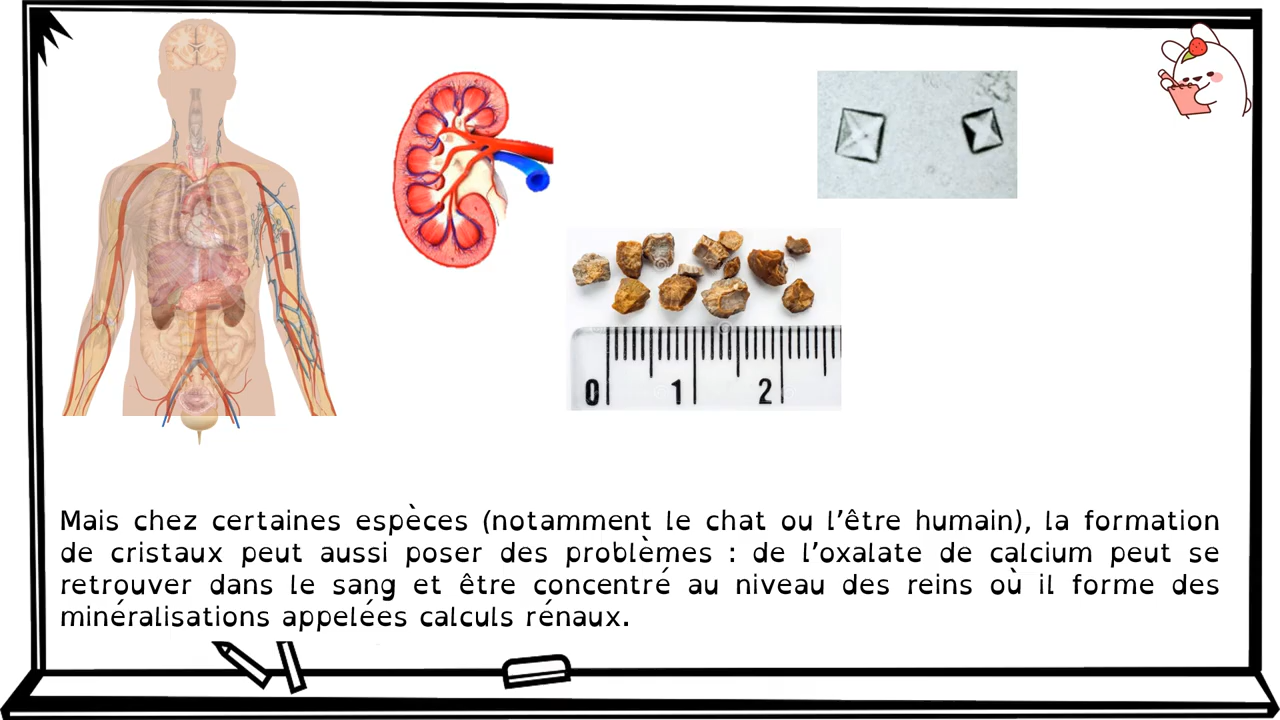 0 1 2
Mais chez certaines espèces (notamment le chat ou l’être humain), la formation
de cristaux peut aussi poser des problèmes : de l’oxalate de calcium peut se
retrouver dans le sang et être concentré au niveau des reins où il forme des
minéralisations appelées calculs rénaux.